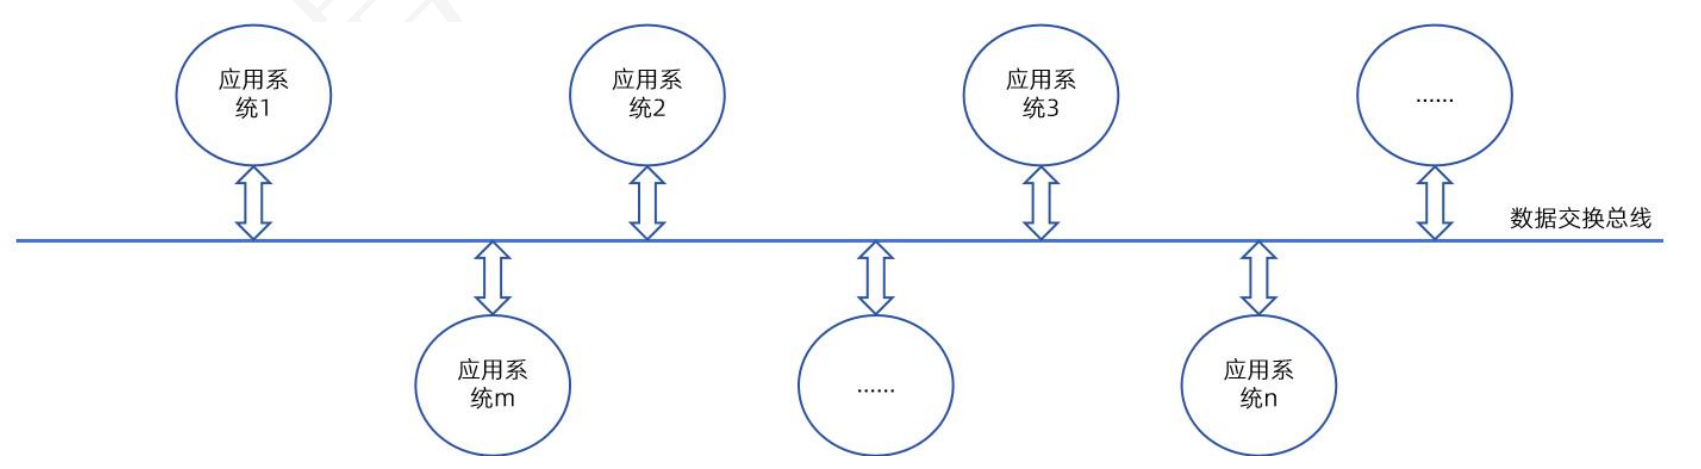 应用系
统1
应用系
统2
应用系
统3
......
数据交换总线
应用系
统m
......
应用系
统n